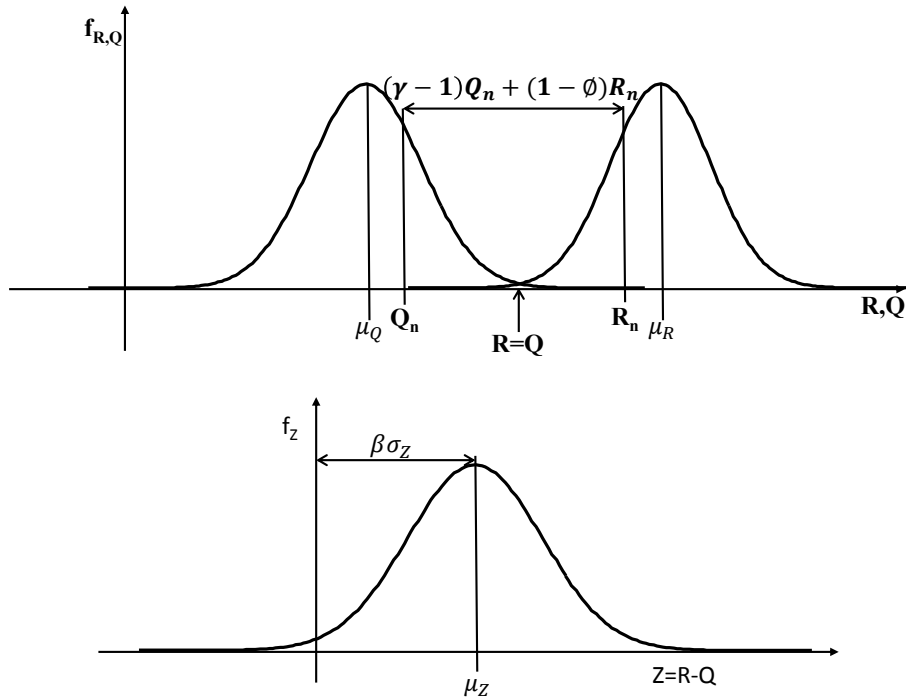 f_{R,Q}
(γ − 1)Q_n + (1 − ∅)R_n
μ_Q
Q_n
R=Q
R_n
μ_R
R,Q
f_Z
βσ_Z
μ_Z
Z=R-Q